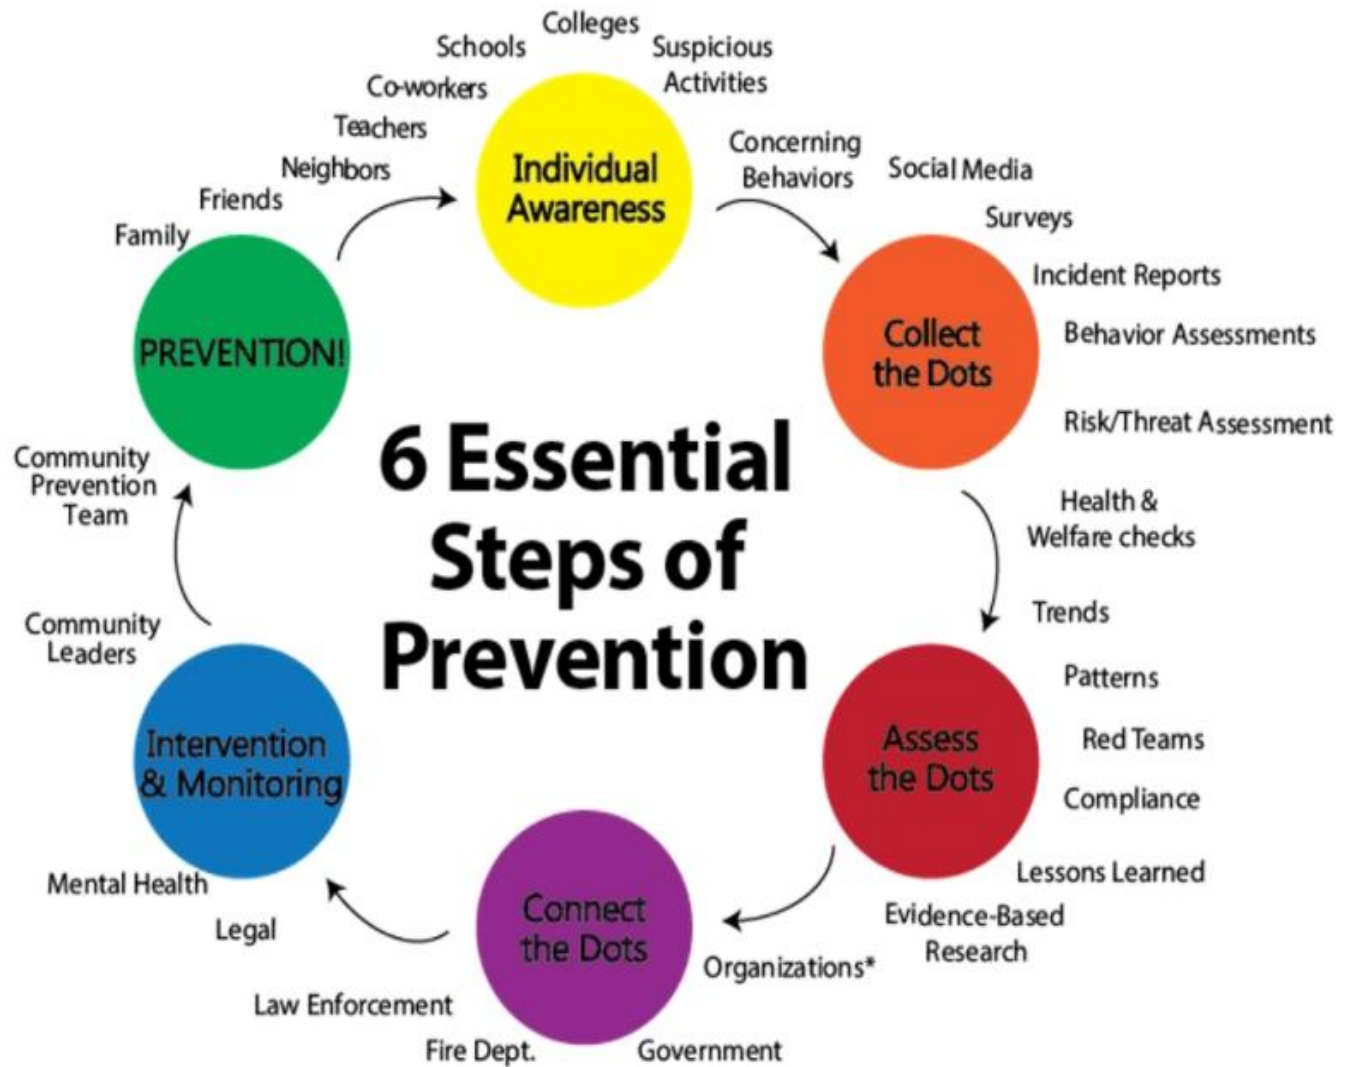 Colleges
Schools
Suspicious
Activities
Co-workers
Teachers
Neighbors
Friends
Family
Individual
Awareness
Concerning
Behaviors
Social Media
Surveys
Incident Reports
Behavior Assessments
Risk/Threat Assessment
Collect
the Dots
Health &
Welfare checks
Trends
Patterns
Red Teams
Compliance
Lessons Learned
Evidence-Based
Research
Assess
the Dots
Organizations*
Government
Fire Dept.
Law Enforcement
Connect
the Dots
Legal
Mental Health
Intervention
& Monitoring
Community
Leaders
Community
Prevention
Team
PREVENTION!
6 Essential
Steps of
Prevention